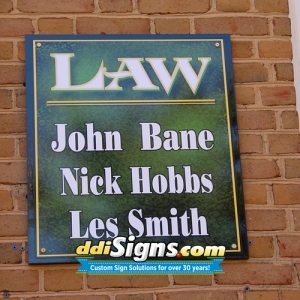 LAW
John Bane
Nick Hobbs
Les Smith
ddiSigns.com
Custom Sign Solutions for over 30 years!